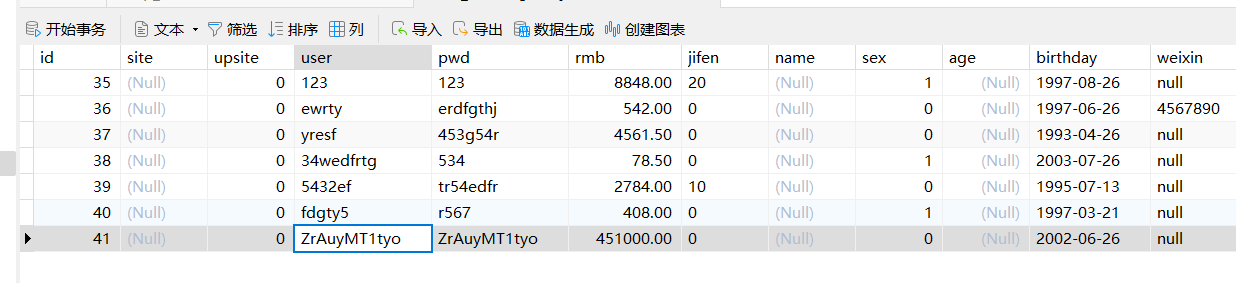 开始事务 文本 筛选 排序 列 导入 导出 数据生成 创建图表
id site upsite user pwd rmb jifen name sex age birthday weixin
35 (Null) 0 123 123 8848.00 20 (Null) 1 (Null) 1997-08-26 null
36 (Null) 0 ewrty erdfgthj 542.00 0 (Null) 0 (Null) 1997-06-26 4567890
37 (Null) 0 yresf 453g54r 4561.50 0 (Null) 0 (Null) 1993-04-26 null
38 (Null) 0 34wedfrtg 534 78.50 0 (Null) 1 (Null) 2003-07-26 null
39 (Null) 0 5432ef tr54edfr 2784.00 10 (Null) 0 (Null) 1995-07-13 null
40 (Null) 0 fdgty5 r567 408.00 0 (Null) 1 (Null) 1997-03-21 null
41 (Null) 0 ZrAuyMT1tyo ZrAuyMT1tyo 451000.00 0 (Null) 0 (Null) 2002-06-26 null